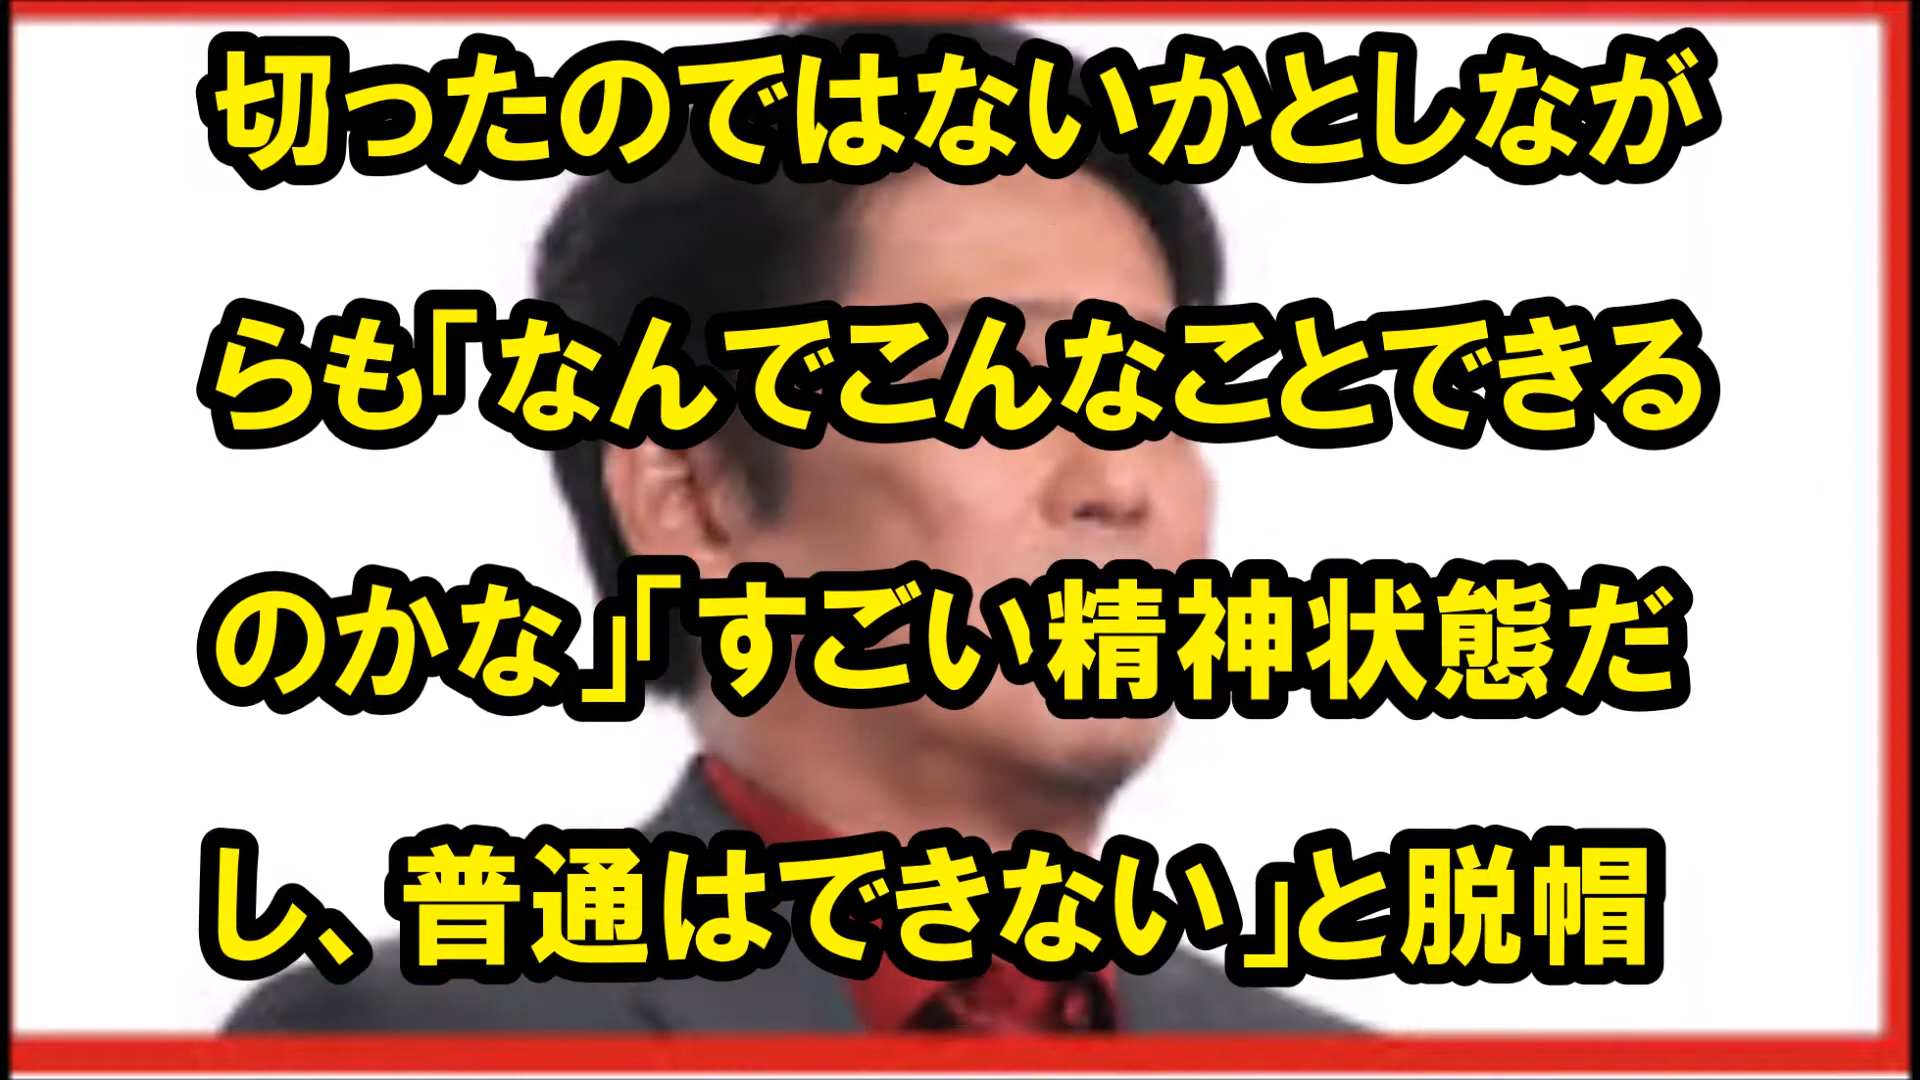 切ったのではないかとしなが
らも「なんでこんなことできる
のかな」「すごい精神状態だ
し、普通はできない」と脱帽